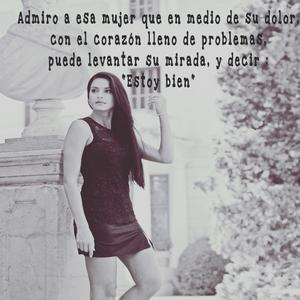 Admiro a esa mujer que en medio de su dolor,
con el corazón lleno de problemas,
puede levantar su mirada, y decir :
"Estoy bien"